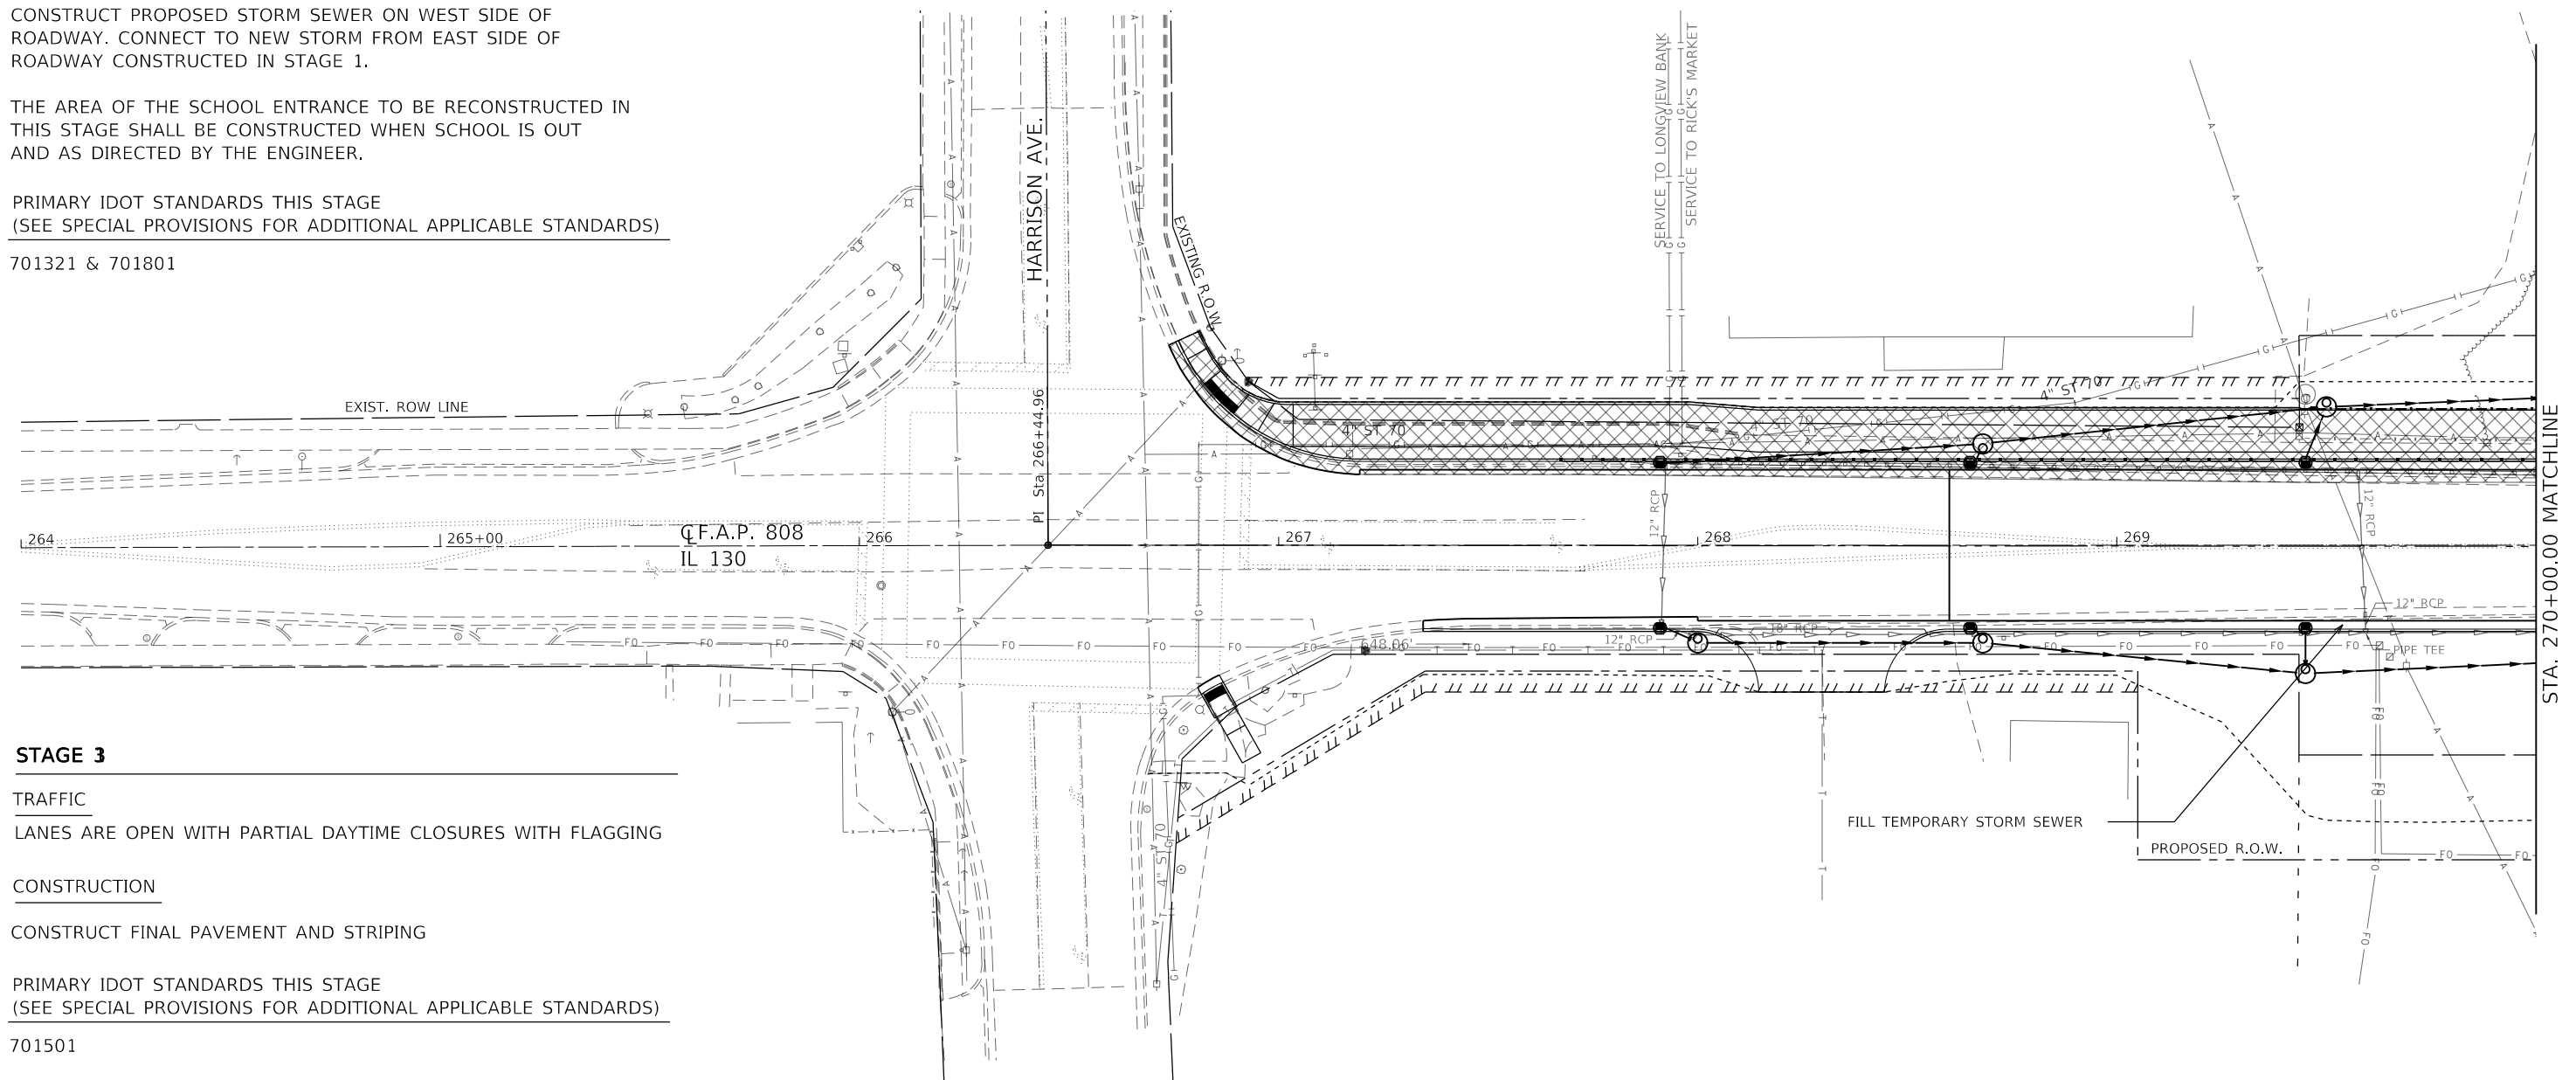 CONSTRUCT PROPOSED STORM SEWER ON WEST SIDE OF
ROADWAY. CONNECT TO NEW STORM FROM EAST SIDE OF
ROADWAY CONSTRUCTED IN STAGE 1.
THE AREA OF THE SCHOOL ENTRANCE TO BE RECONSTRUCTED IN
THIS STAGE SHALL BE CONSTRUCTED WHEN SCHOOL IS OUT
AND AS DIRECTED BY THE ENGINEER.
PRIMARY IDOT STANDARDS THIS STAGE
(SEE SPECIAL PROVISIONS FOR ADDITIONAL APPLICABLE STANDARDS)
701321 & 701801
HARRISON AVE.
EXISTING R.O.W.
SERVICE TO LONGVIEW BANK
SERVICE TO RICK'S MARKET
EXIST. ROW LINE
PI Sta 266+44.96
4" ST 70
4" ST 70
4" ST 70
12" RCP
12" RCP
STA. 270+00.00 MATCHLINE
264
265+00
℄ F.A.P. 808
IL 130
266
267
268
269
12" RCP
12" RCP
18" RCP
648.06'
PIPE TEE
FILL TEMPORARY STORM SEWER
PROPOSED R.O.W.
4" ST 70
STAGE 3
TRAFFIC
LANES ARE OPEN WITH PARTIAL DAYTIME CLOSURES WITH FLAGGING
CONSTRUCTION
CONSTRUCT FINAL PAVEMENT AND STRIPING
PRIMARY IDOT STANDARDS THIS STAGE
(SEE SPECIAL PROVISIONS FOR ADDITIONAL APPLICABLE STANDARDS)
701501